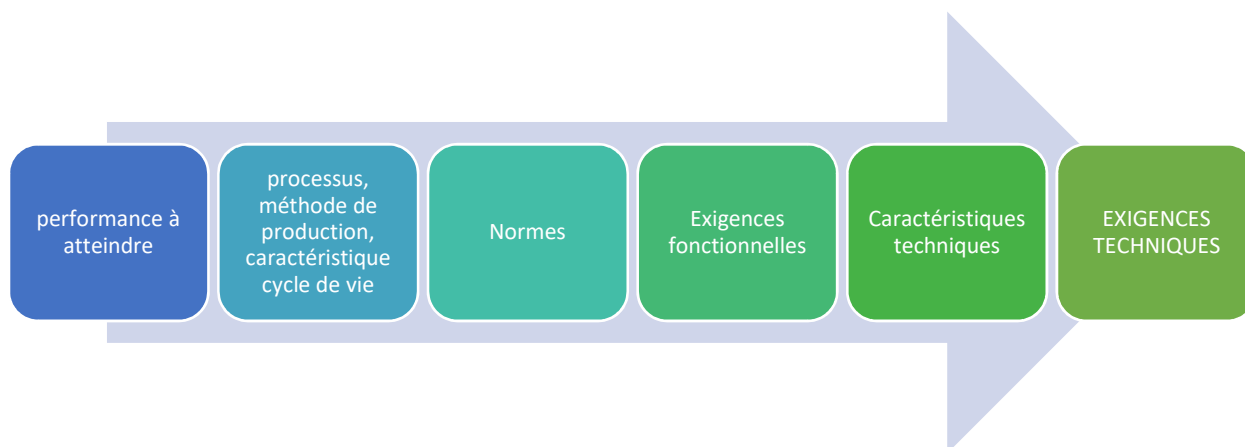 performance à
atteindre
processus,
méthode de
production,
caractéristique
cycle de vie
Normes
Exigences
fonctionnelles
Caractéristiques
techniques
EXIGENCES
TECHNIQUES